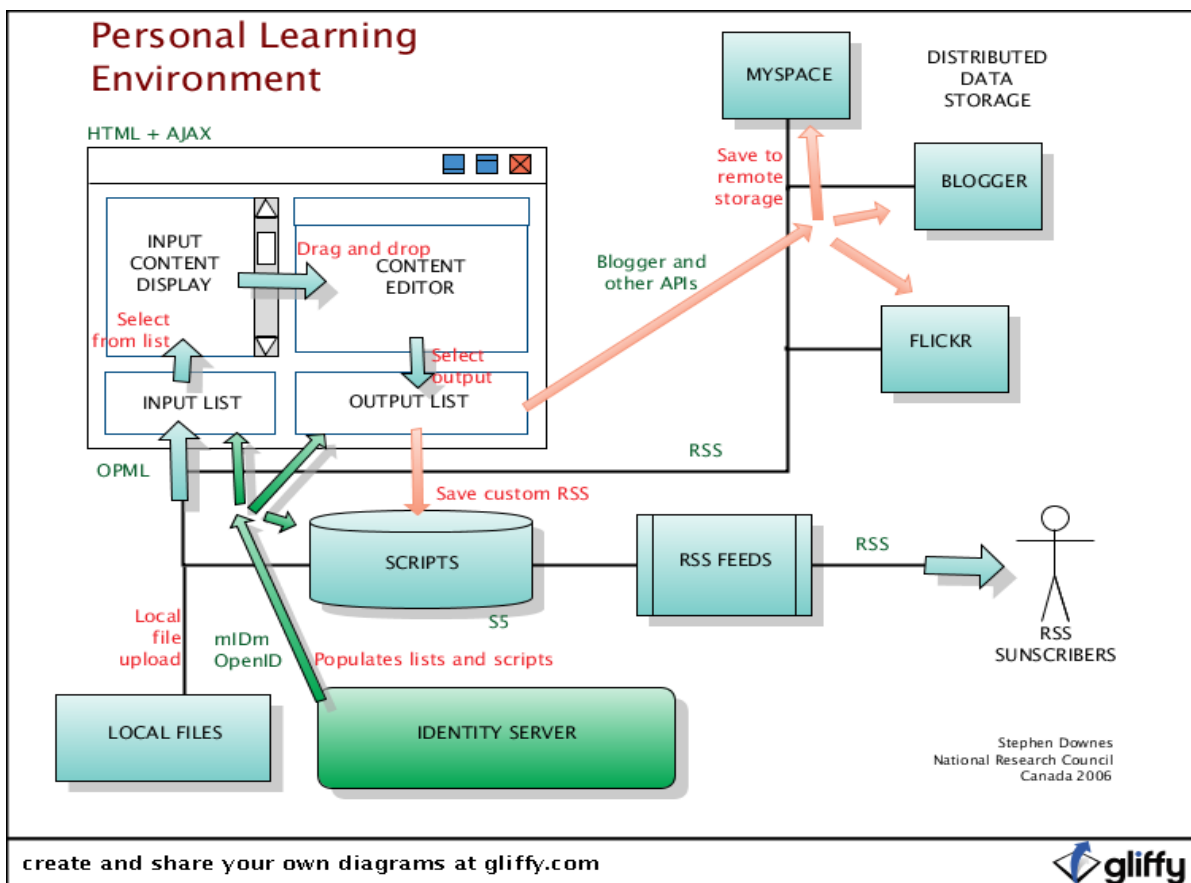 Personal Learning
Environment
HTML + AJAX
INPUT
CONTENT
DISPLAY
Drag and drop
CONTENT
EDITOR
Select
from list
Select
output
INPUT LIST
OUTPUT LIST
OPML
MYSPACE
DISTRIBUTED
DATA
STORAGE
Save to
remote
storage
BLOGGER
Blogger and
other APIs
FLICKR
RSS
Save custom RSS
SCRIPTS
S5
RSS FEEDS
RSS
RSS
SUNSCRIBERS
Local
file
upload
mIDm
OpenID
Populates lists and scripts
LOCAL FILES
IDENTITY SERVER
Stephen Downes
National Research Council
Canada 2006
create and share your own diagrams at gliffy.com
gliffy